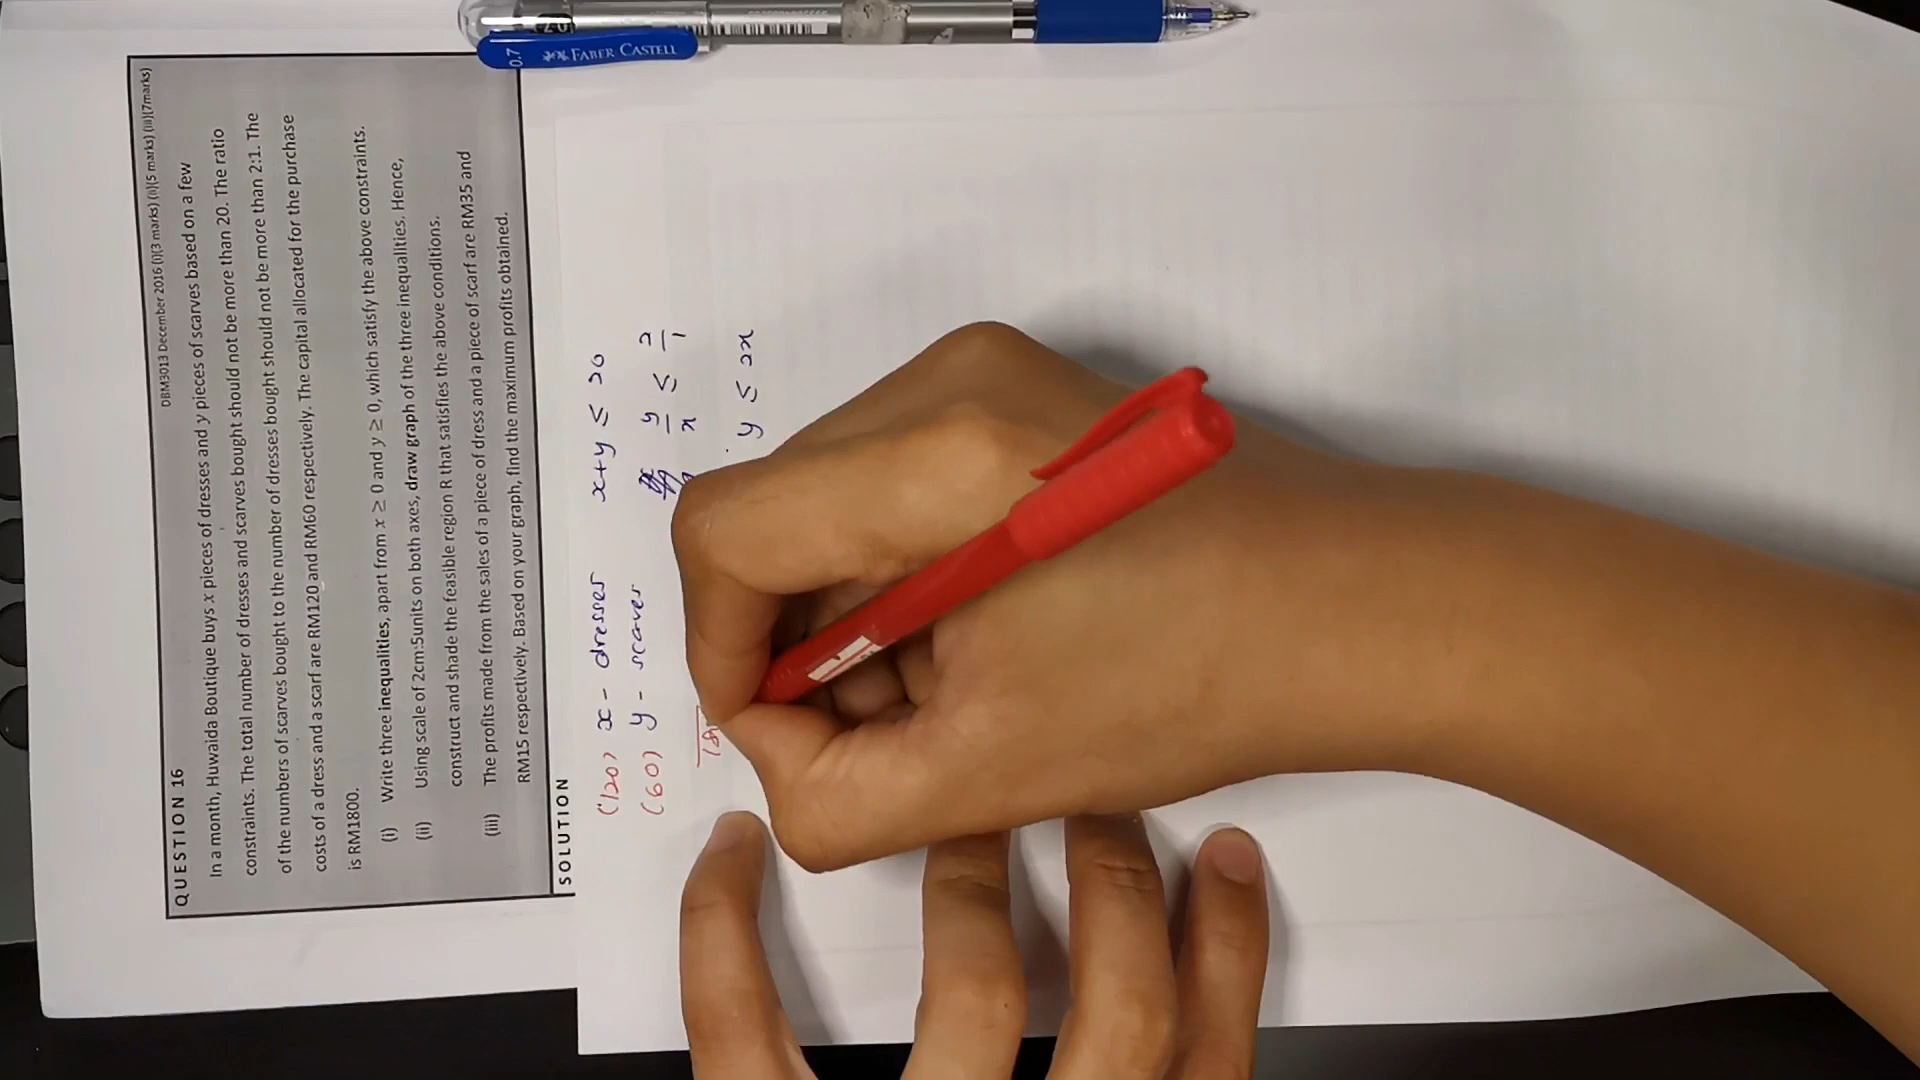 DBM3013 December 2016 (i)(3 marks) (ii)(5 marks) (iii)(7marks)
QUESTION 16
In a month, Huwaida Boutique buys x pieces of dresses and y pieces of scarves based on a few
constraints. The total number of dresses and scarves bought should not be more than 20. The ratio
of the numbers of scarves bought to the number of dresses bought should not be more than 2:1. The
costs of a dress and a scarf are RM120 and RM60 respectively. The capital allocated for the purchase
is RM1800.
(i) Write three inequalities, apart from x ≥ 0 and y ≥ 0, which satisfy the above constraints.
(ii) Using scale of 2cm:5units on both axes, draw graph of the three inequalities. Hence,
construct and shade the feasible region R that satisfies the above conditions.
(iii) The profits made from the sales of a piece of dress and a piece of scarf are RM35 and
RM15 respectively. Based on your graph, find the maximum profits obtained.
SOLUTION
(120) x - dresses x+y ≤ 20
(60) y - scarves y/x ≤ 2/1
18
y ≤ 2x
0.7 FABER CASTELL